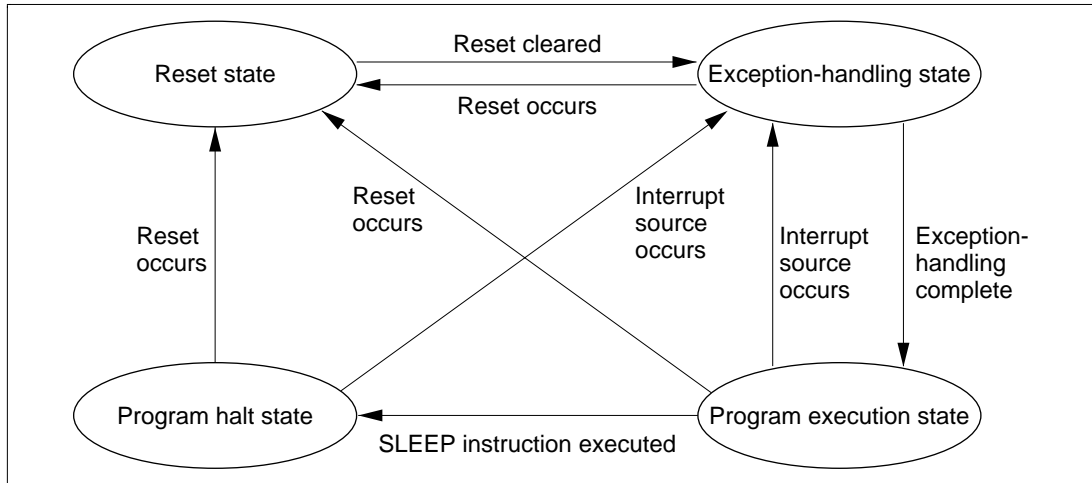 Reset cleared
Reset state
Exception-handling state
Reset occurs
Reset
occurs
Reset
occurs
Interrupt
source
occurs
Interrupt
source
occurs
Exception-
handling
complete
Program halt state
Program execution state
SLEEP instruction executed